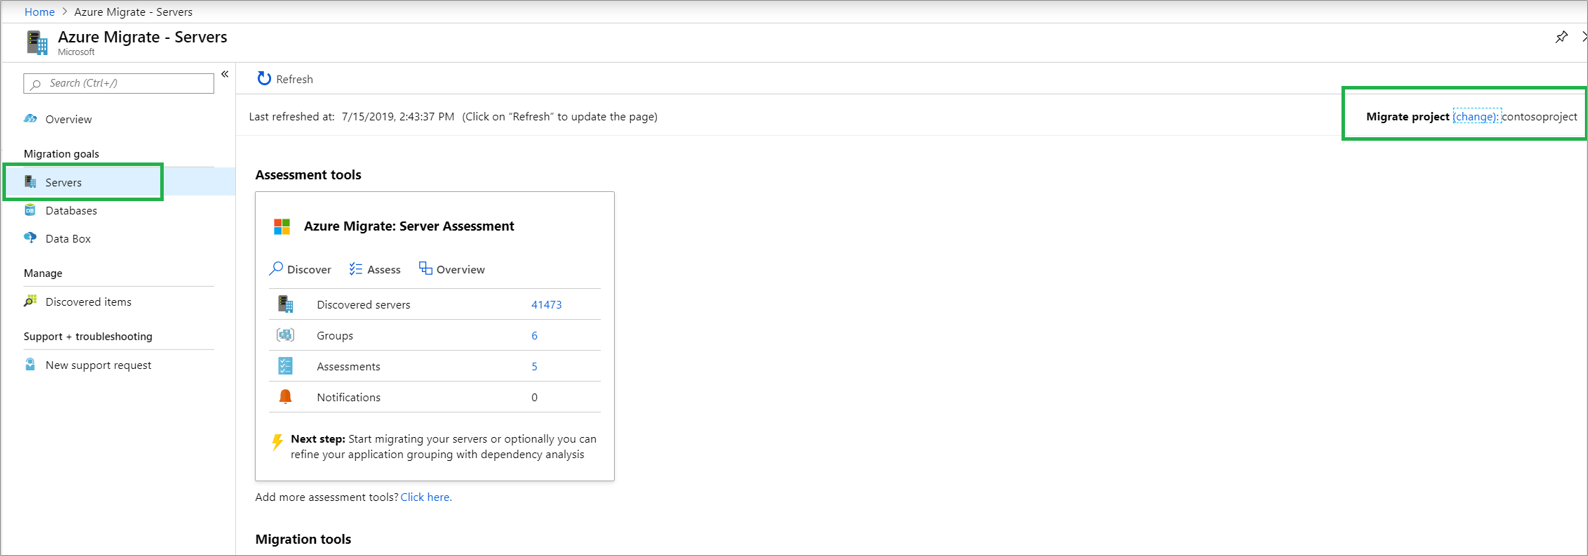 Home > Azure Migrate - Servers
Azure Migrate - Servers
Microsoft
Search (Ctrl+/)
«
Overview
Migration goals
Servers
Databases
Data Box
Manage
Discovered items
Support + troubleshooting
New support request
Refresh
Last refreshed at: 7/15/2019, 2:43:37 PM (Click on “Refresh” to update the page)
Migrate project (change): contosoproject
Assessment tools
Azure Migrate: Server Assessment
Discover Assess Overview
Discovered servers 41473
Groups 6
Assessments 5
Notifications 0
Next step: Start migrating your servers or optionally you can
refine your application grouping with dependency analysis
Add more assessment tools? Click here.
Migration tools